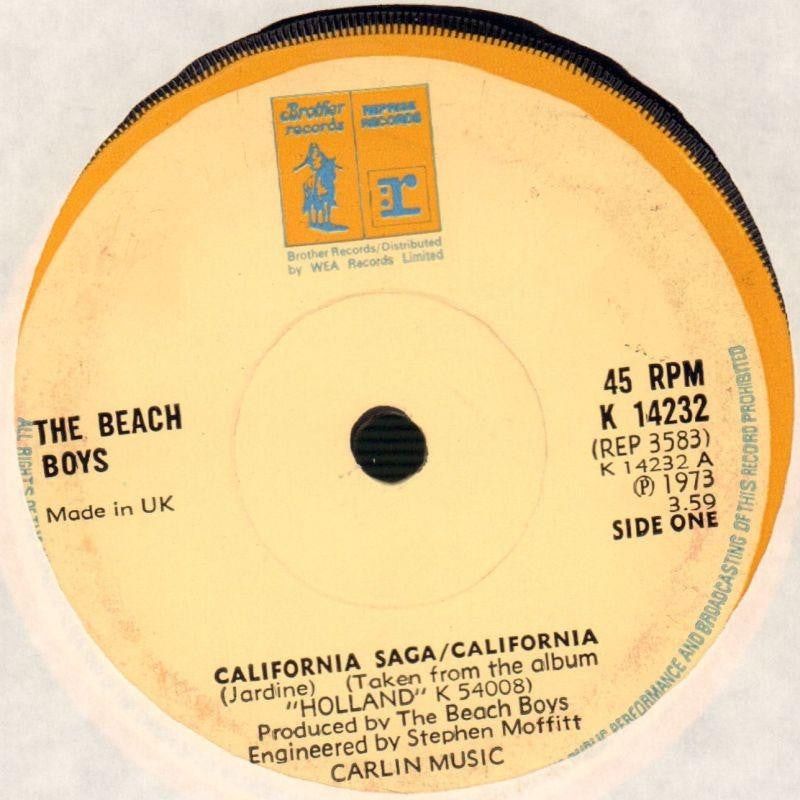 Brother
records
REPRISE
RECORDS
r
Brother Records/Distributed
by WEA Records Limited
THE BEACH
BOYS
Made in UK
45 RPM
K 14232
(REP 3583)
K 14232 A
Ⓟ 1973
3.59
SIDE ONE
CALIFORNIA SAGA/CALIFORNIA
(Jardine) (Taken from the album
"HOLLAND" K 54008)
Produced by The Beach Boys
Engineered by Stephen Moffitt
CARLIN MUSIC
ALL RIGHTS OF
PERFORMANCE AND BROADCASTING OF THIS RECORD PROHIBITED